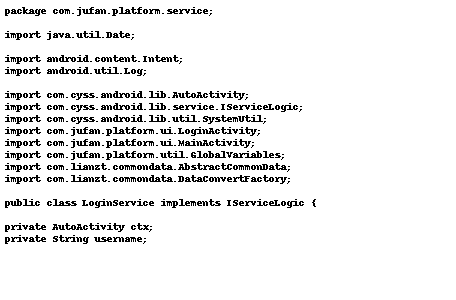 package com.jufan.platform.service;
import java.util.Date;
import android.content.Intent;
import android.util.Log;
import com.cyss.android.lib.AutoActivity;
import com.cyss.android.lib.service.IServiceLogic;
import com.cyss.android.lib.util.SystemUtil;
import com.jufan.platform.ui.LoginActivity;
import com.jufan.platform.ui.MainActivity;
import com.jufan.platform.util.GlobalVariables;
import com.lianzt.commondata.AbstractCommonData;
import com.lianzt.commondata.DataConvertFactory;
public class LoginService implements IServiceLogic {
private AutoActivity ctx;
private String username;